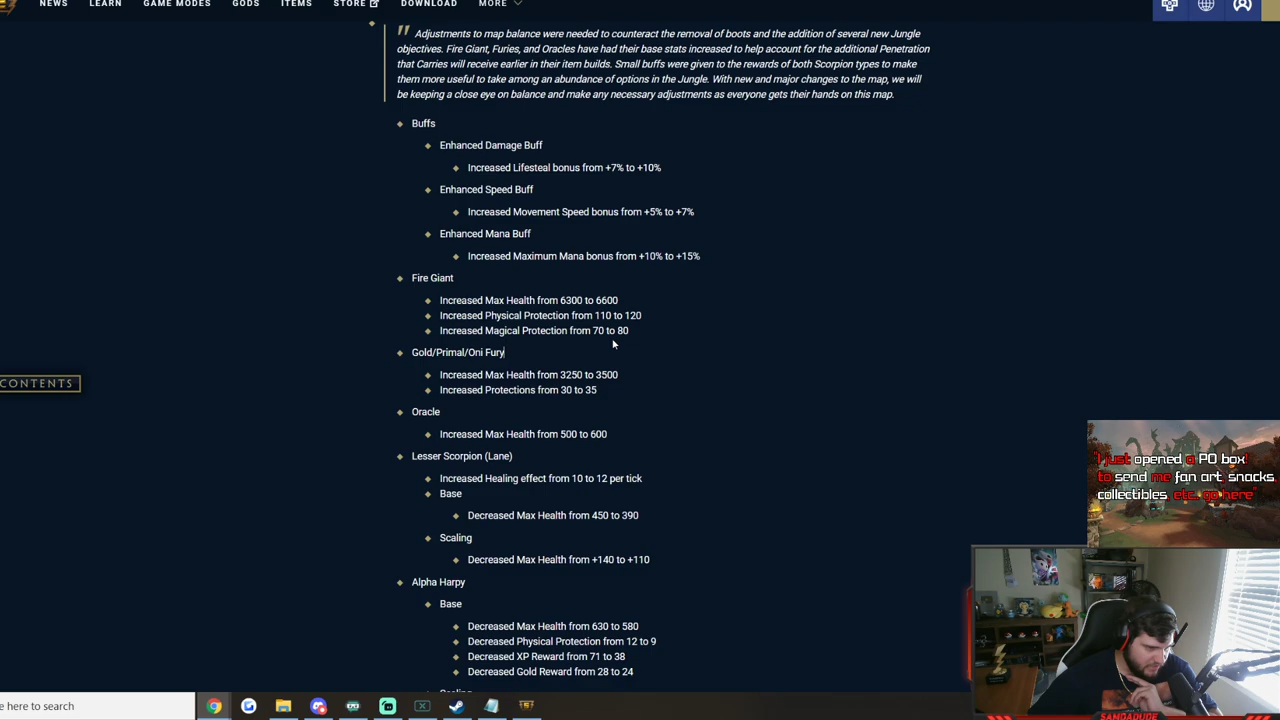 NEWS LEARN GAME MODES GODS ITEMS STORE DOWNLOAD MORE
" Adjustments to map balance were needed to counteract the removal of boots and the addition of several new Jungle
objectives. Fire Giant, Furies, and Oracles have had their base stats increased to help account for the additional Penetration
that Carries will receive earlier in their item builds. Small buffs were given to the rewards of both Scorpion types to make
them more useful to take among an abundance of options in the Jungle. With new and major changes to the map, we will
be keeping a close eye on balance and make any necessary adjustments as everyone gets their hands on this map.
Buffs
Enhanced Damage Buff
Increased Lifesteal bonus from +7% to +10%
Enhanced Speed Buff
Increased Movement Speed bonus from +5% to +7%
Enhanced Mana Buff
Increased Maximum Mana bonus from +10% to +15%
Fire Giant
Increased Max Health from 6300 to 6600
Increased Physical Protection from 110 to 120
Increased Magical Protection from 70 to 80
Gold/Primal/Oni Fury
Increased Max Health from 3250 to 3500
Increased Protections from 30 to 35
CONTENTS
Oracle
Increased Max Health from 500 to 600
Lesser Scorpion (Lane)
Increased Healing effect from 10 to 12 per tick
Base
Decreased Max Health from 450 to 390
Scaling
Decreased Max Health from +140 to +110
Alpha Harpy
Base
Decreased Max Health from 630 to 580
Decreased Physical Protection from 12 to 9
Decreased XP Reward from 71 to 38
Decreased Gold Reward from 28 to 24
"I just opened a PO box!
to send me fan art, snacks,
collectibles, etc. go here"
e here to search